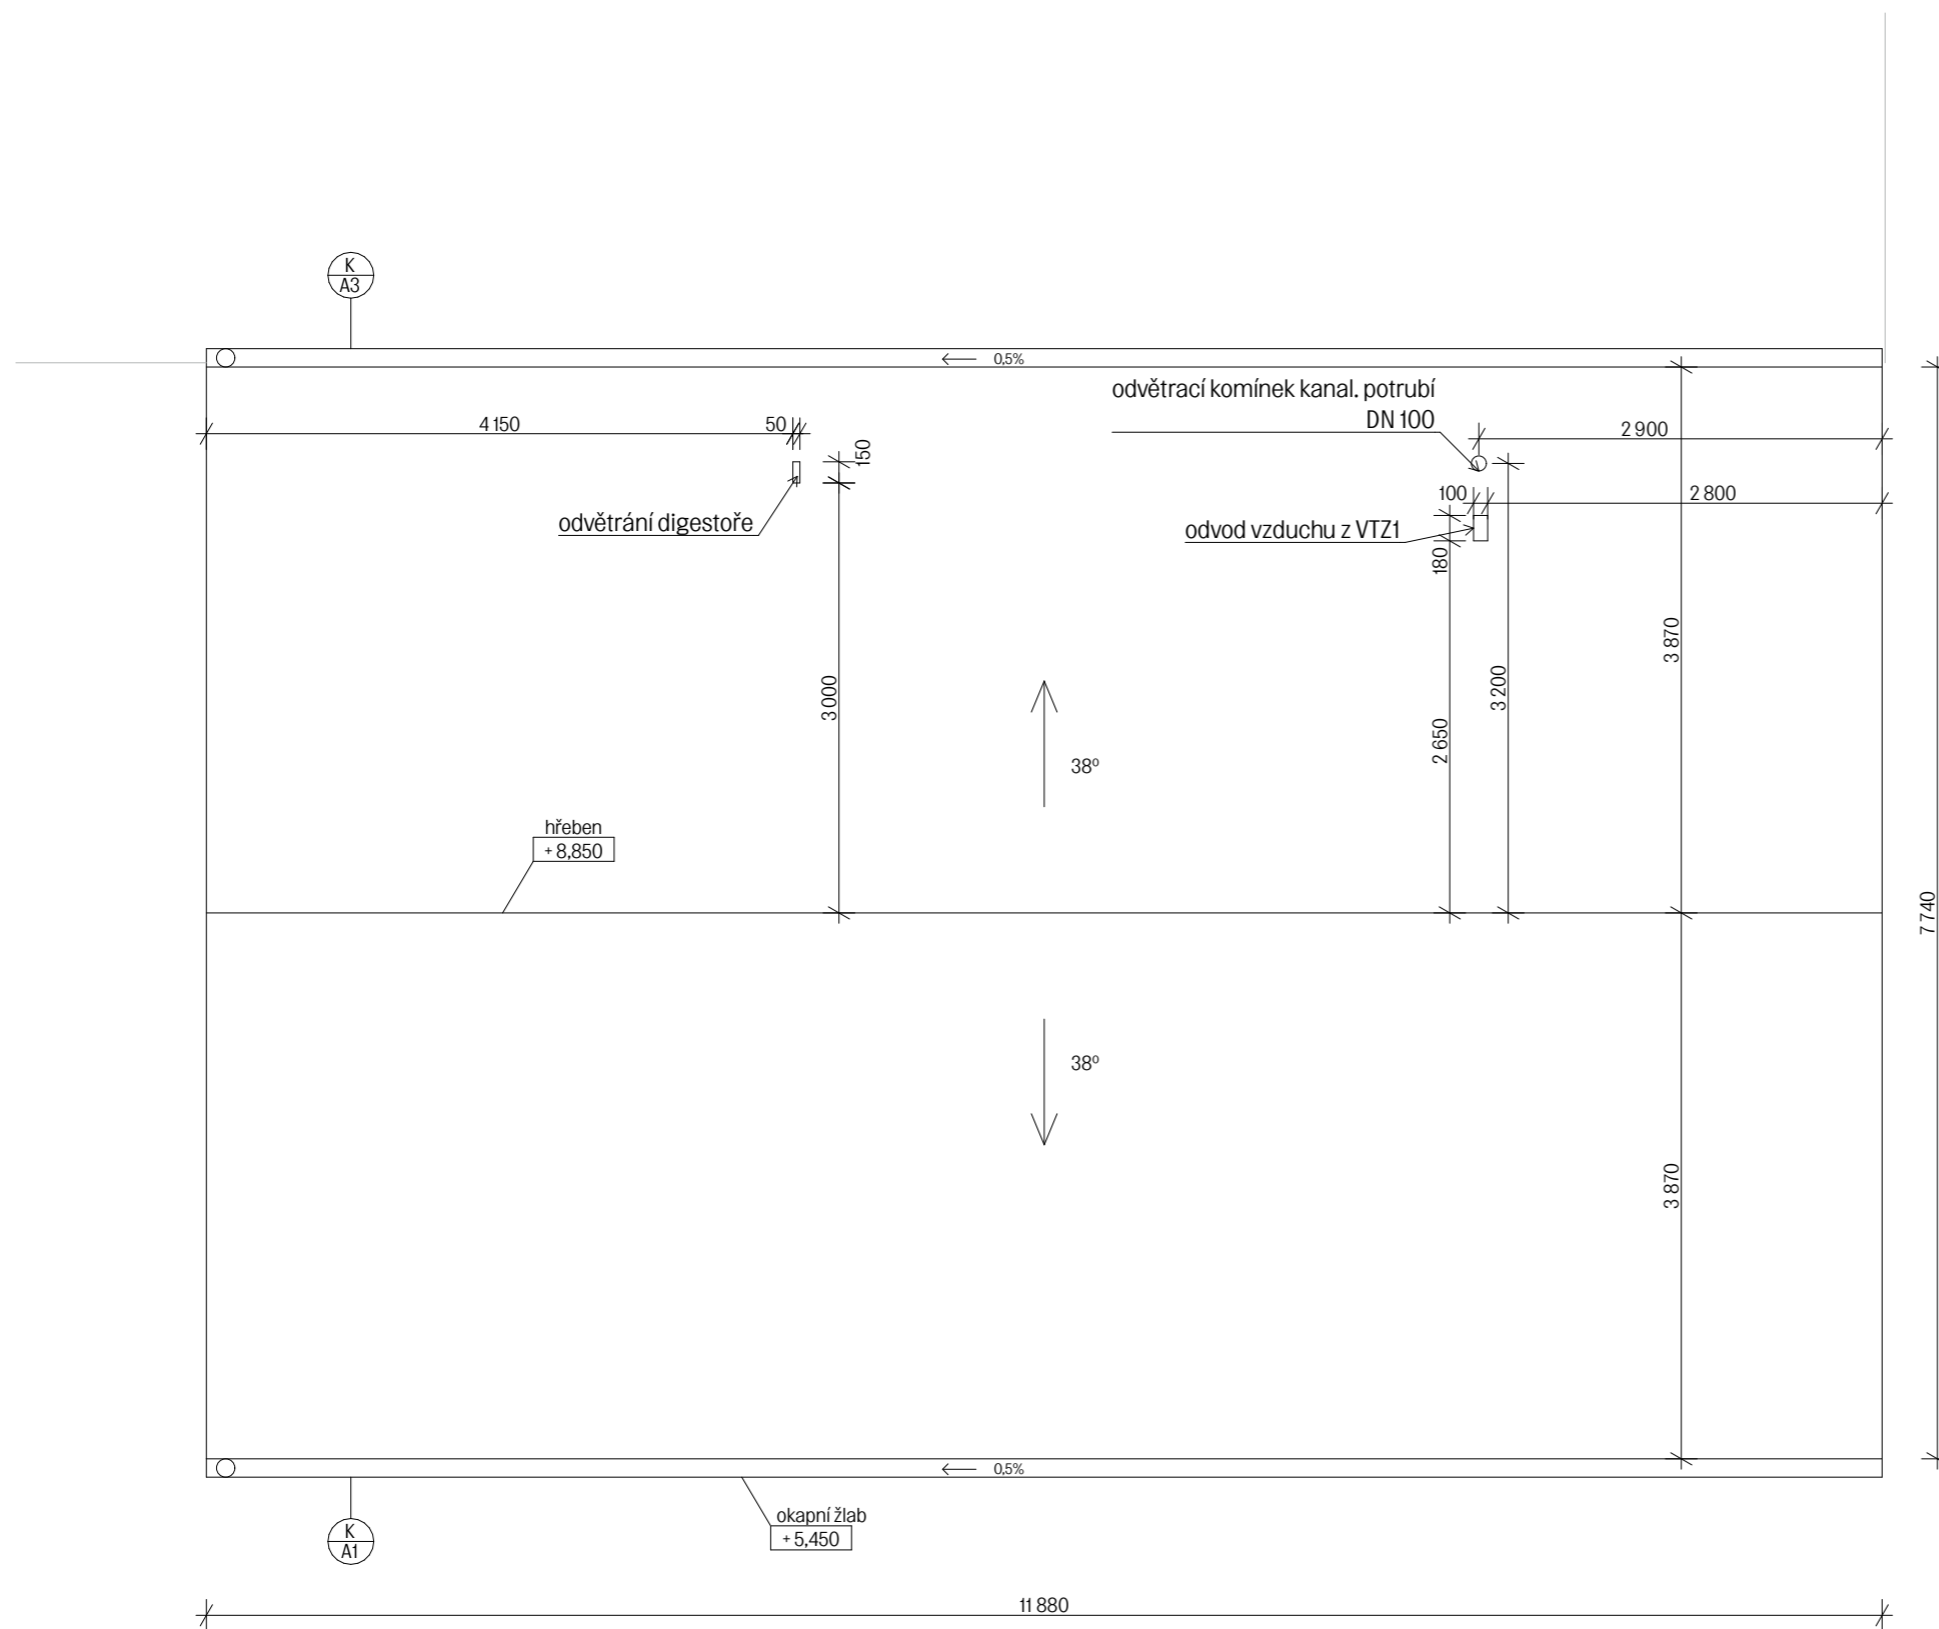 K
A3
0,5%
odvětrací komínek kanal. potrubí
DN 100
4 150
50
150
2 900
100
2 800
odvětrání digestoře
odvod vzduchu z VTZ1
180
3 870
3 000
3 200
2 650
38º
hřeben
+ 8,850
7 740
38º
3 870
0,5%
okapní žlab
+ 5,450
K
A1
11 880